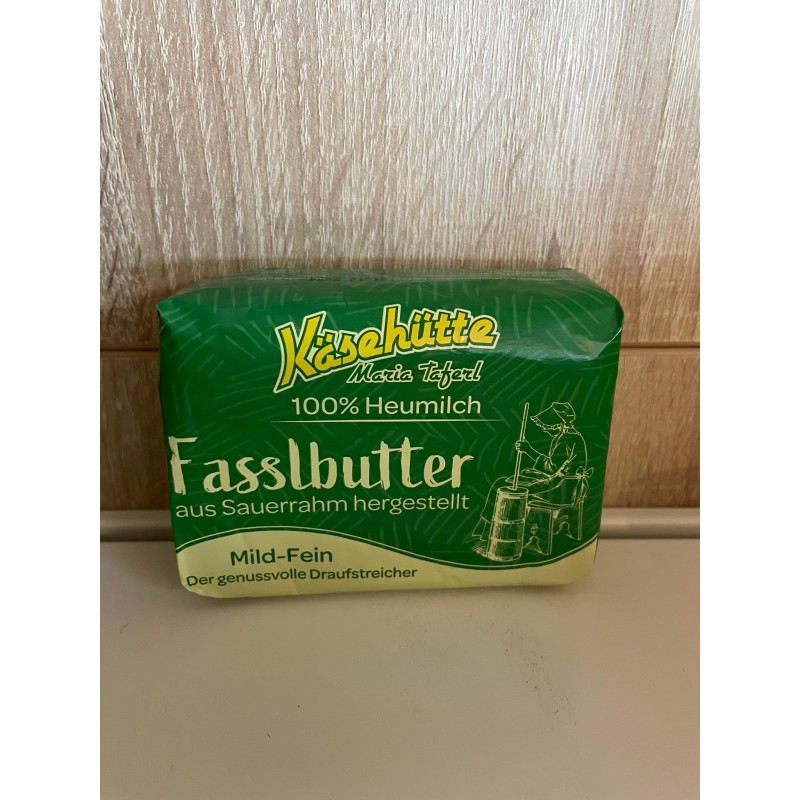 Käsehütte
Maria Taferl
100% Heumilch
Fasslbutter
aus Sauerrahm hergestellt
Mild-Fein
Der genussvolle Draufstreicher